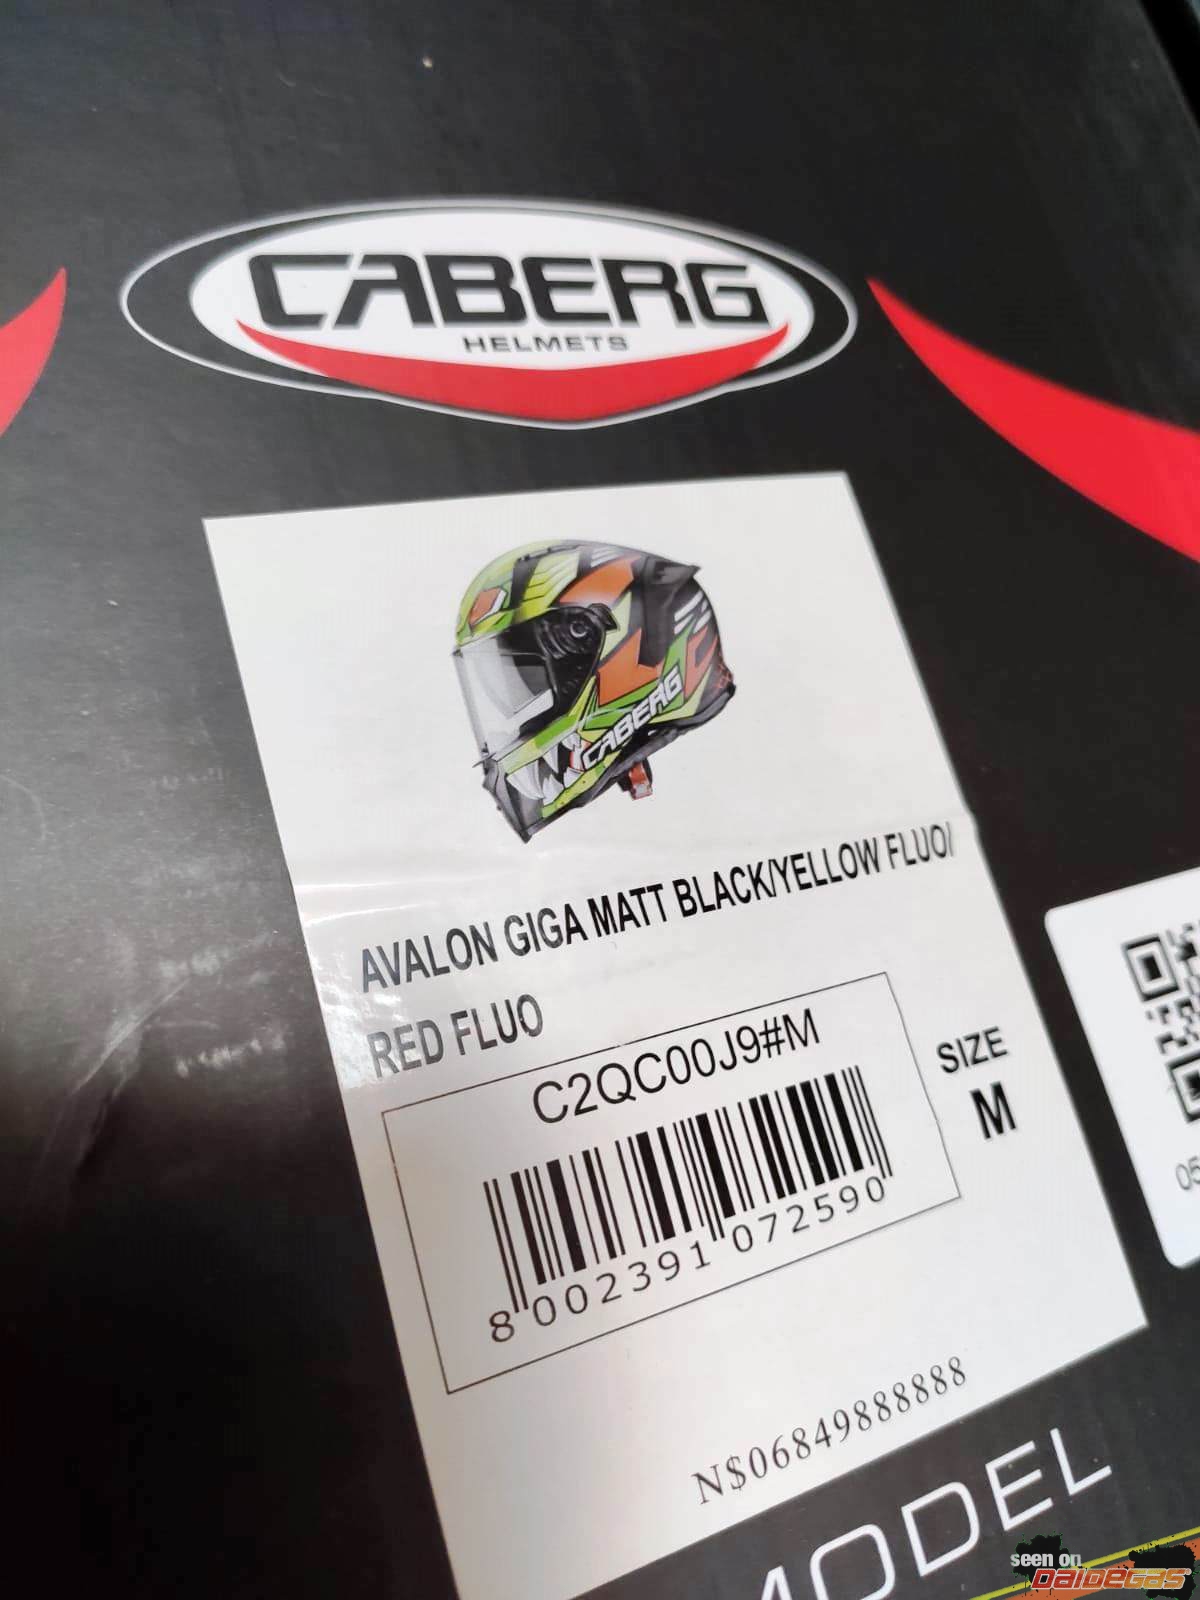 CABERG
HELMETS
CABERG
AVALON GIGA MATT BLACK/YELLOW FLUO/
RED FLUO
C2QC00J9#M
SIZE
M
8 002391 072590
05
N$06849888888
MODEL
seen on
DaiDeGas